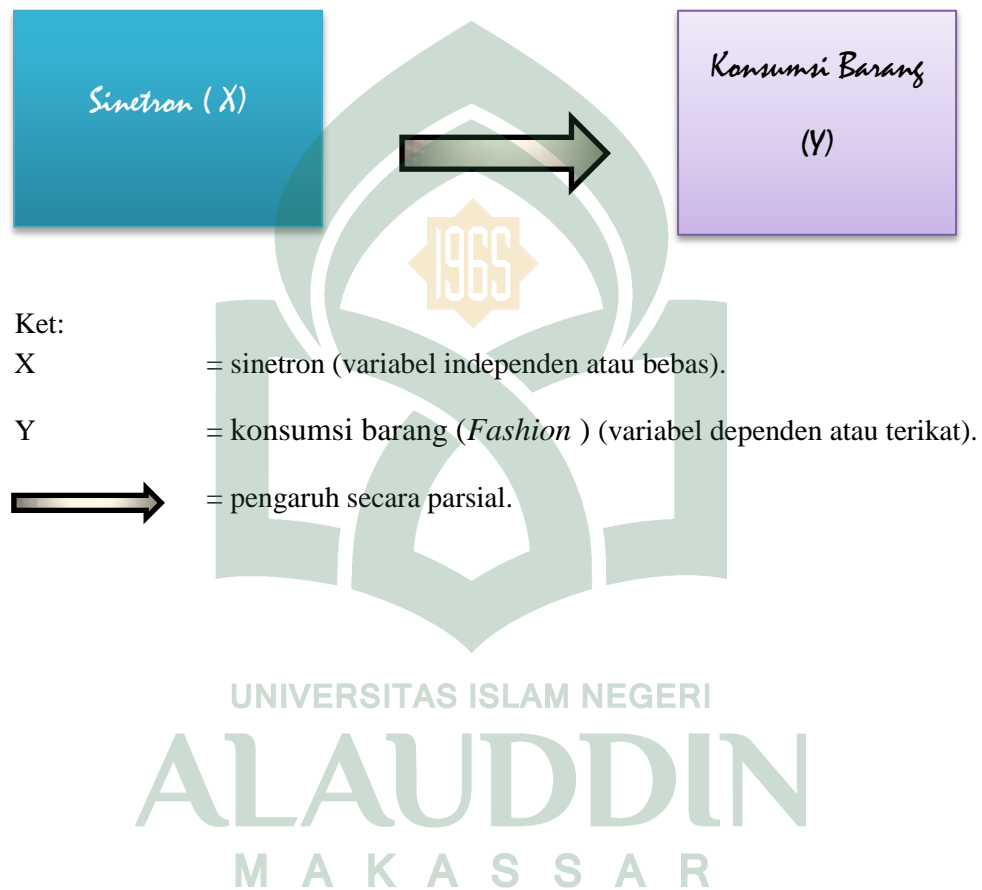 Sinetron ( X)
Konsumsi Barang
(Y)
1965
Ket:
X = sinetron (variabel independen atau bebas).
Y = konsumsi barang (Fashion ) (variabel dependen atau terikat).
= pengaruh secara parsial.
UNIVERSITAS ISLAM NEGERI
ALAUDDIN
MAKASSAR